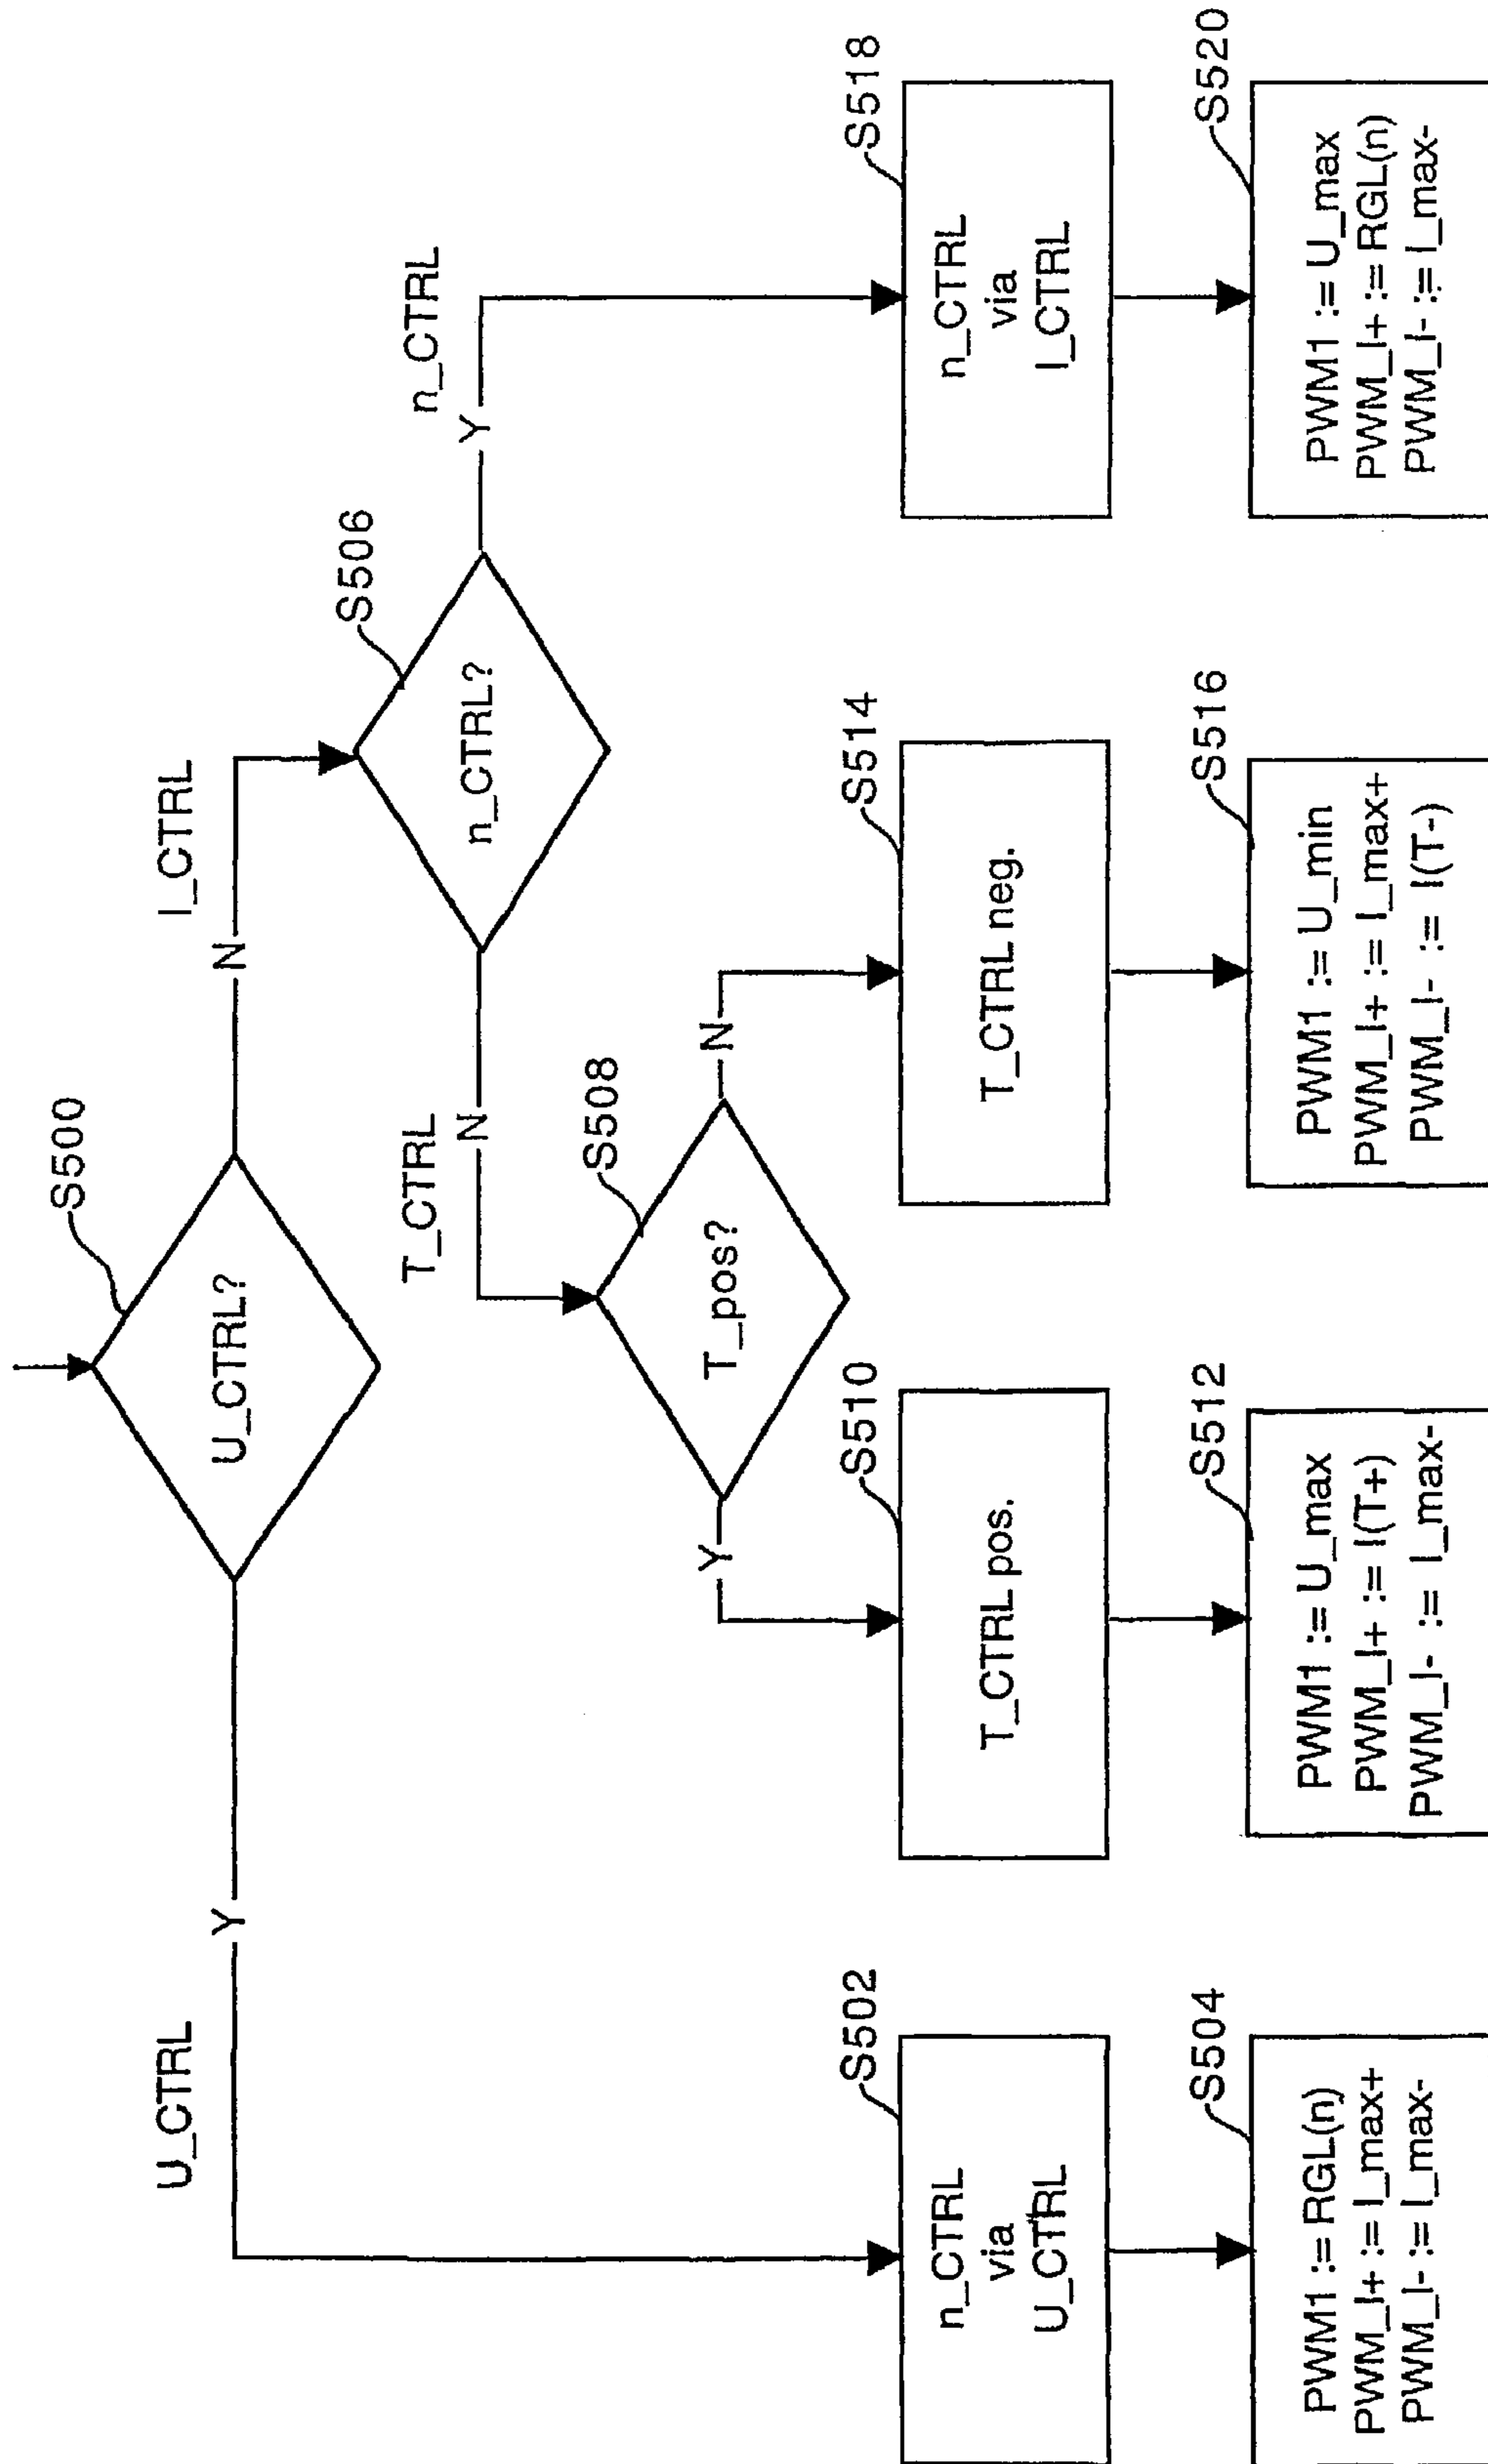 S500
U_CTRL?
U_CTRL
Y
N
I_CTRL
S506
n_CTRL?
T_CTRL
N
Y
n_CTRL
S508
T_pos?
Y
N
S502
n_CTRL
via
U_CTRL
S510
T_CTRL pos.
S514
T_CTRL neg.
S518
n_CTRL
via
I_CTRL
S504
PWM1 := RGL(n)
PWM_I+ := I_max+
PWM_I- := I_max-
S512
PWM1 := U_max
PWM_I+ := I(T+)
PWM_I- := I_max-
S516
PWM1 := U_min
PWM_I+ := I_max+
PWM_I- := I(T-)
S520
PWM1 := U_max
PWM_I+ := RGL(n)
PWM_I- := I_max-